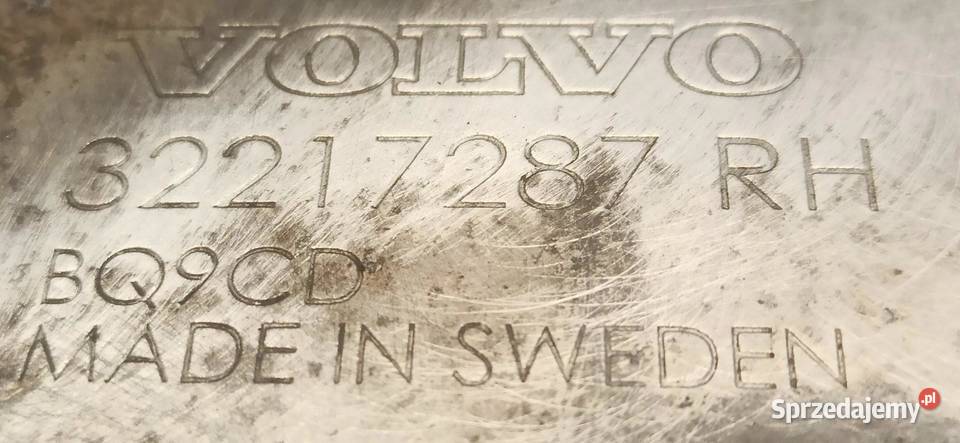 VOLVO
32217287 RH
BQ9CD
MADE IN SWEDEN
Sprzedajemy.pl